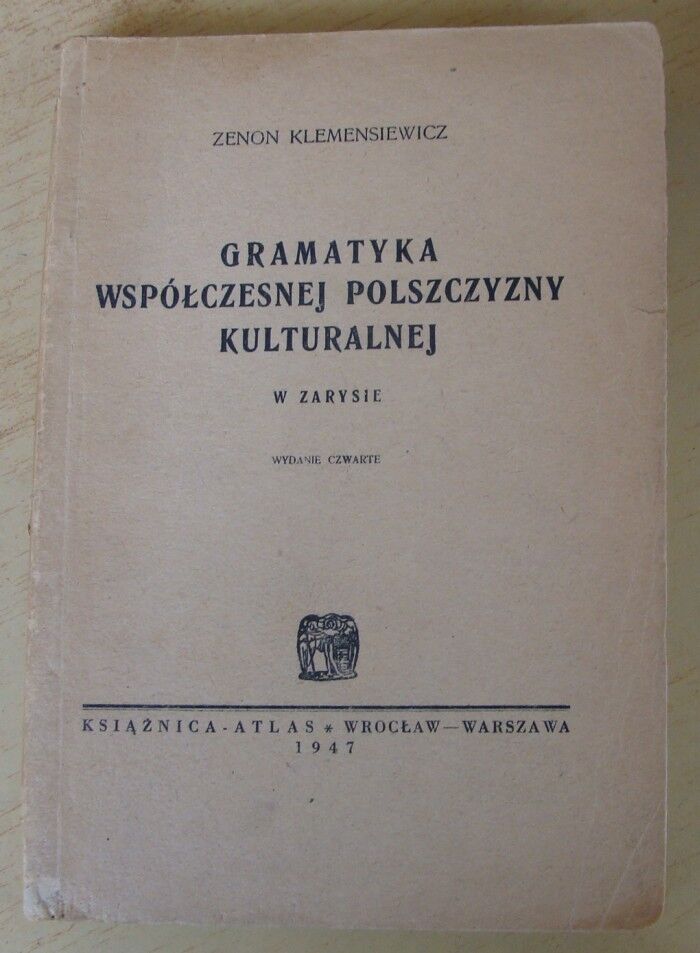 ZENON KLEMENSIEWICZ
GRAMATYKA
WSPÓŁCZESNEJ POLSZCZYZNY
KULTURALNEJ
W ZARYSIE
WYDANIE CZWARTE
KSIĄŻNICA-ATLAS * WROCŁAW—WARSZAWA
1947